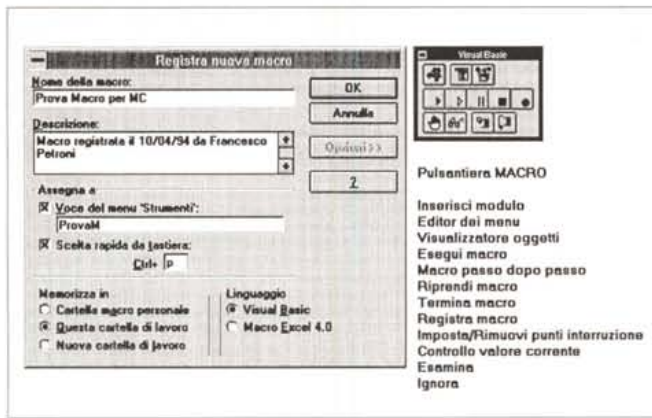 Registra nuova macro
Nome della macro:
Prova Macro per MC
Descrizione:
Macro registrata il 10/04/94 da Francesco
Petroni
Assegna a
Voce del menu 'Strumenti':
ProvaM
Scelta rapida da tastiera:
Ctrl+ p
Memorizza in
Cartella macro personale
Questa cartella di lavoro
Nuova cartella di lavoro
Linguaggio
Visual Basic
Macro Excel 4.0
OK
Annulla
Opzioni>>
?
Visual Basic
Pulsantiera MACRO
Inserisci modulo
Editor dei menu
Visualizzatore oggetti
Esegui macro
Macro passo dopo passo
Riprendi macro
Termina macro
Registra macro
Imposta/Rimuovi punti interruzione
Controllo valore corrente
Esamina
Ignora